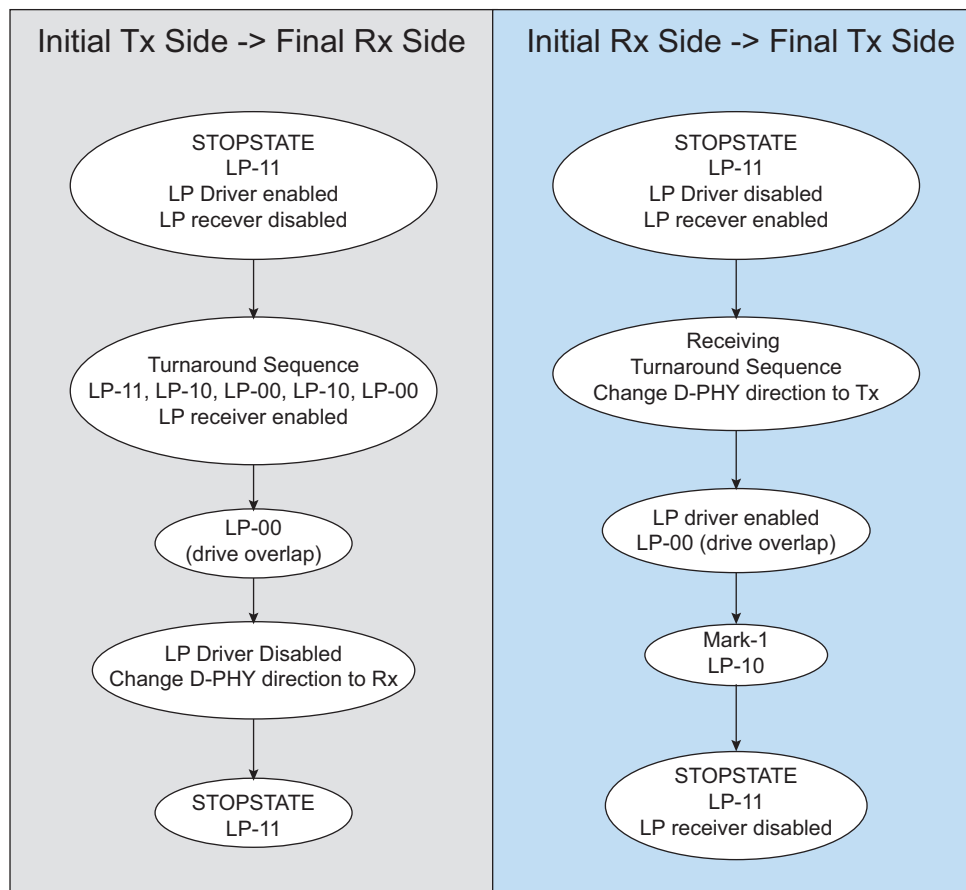 Initial Tx Side -> Final Rx Side
STOPSTATE
LP-11
LP Driver enabled
LP recever disabled
Turnaround Sequence
LP-11, LP-10, LP-00, LP-10, LP-00
LP receiver enabled
LP-00
(drive overlap)
LP Driver Disabled
Change D-PHY direction to Rx
STOPSTATE
LP-11
Initial Rx Side -> Final Tx Side
STOPSTATE
LP-11
LP Driver disabled
LP recever enabled
Receiving
Turnaround Sequence
Change D-PHY direction to Tx
LP driver enabled
LP-00 (drive overlap)
Mark-1
LP-10
STOPSTATE
LP-11
LP receiver disabled